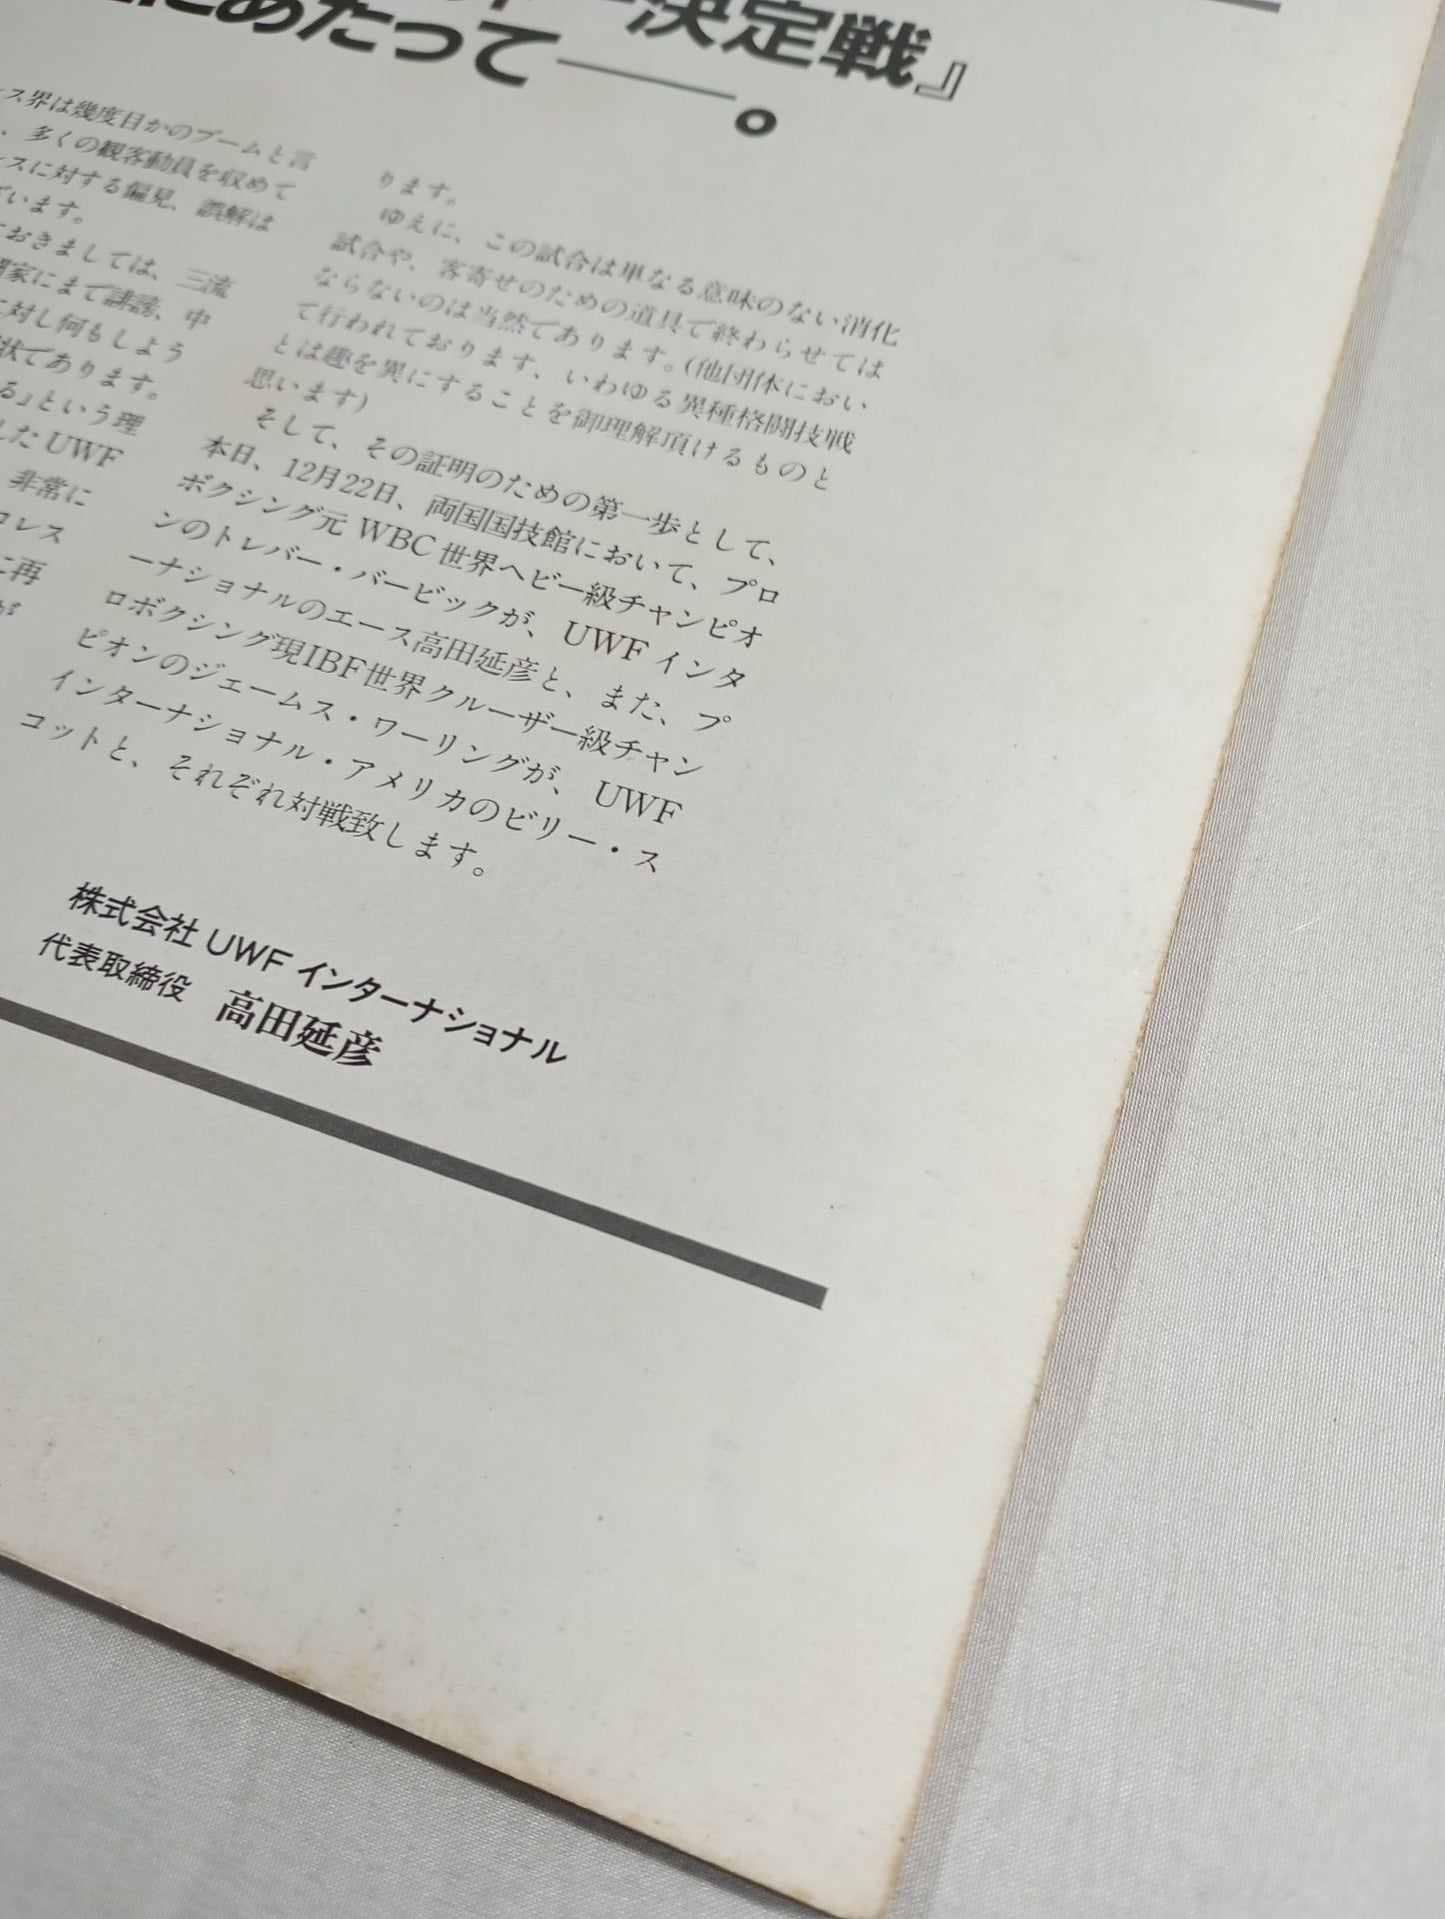 決定戦』
にあたって――。
ス界は幾度目かのブームと言
、多くの観客動員を収めて
スに対する偏見、誤解は
います。
おきましては、三流
家にまで誹謗、中
対し何もしよう
状であります。
る」という理
した UWF
非常に
ロレス
に再
が
ります。
ゆえに、この試合は単なる意味のない消化
試合や、客寄せのための道具で終わらせては
ならないのは当然であります。(他団体におい
て行われております、いわゆる異種格闘技戦
とは趣を異にすることを御理解頂けるものと
思います)
そして、その証明のための第一歩として、
本日、12月22日、両国国技館において、プロ
ボクシング元 WBC 世界ヘビー級チャンピオ
ンのトレバー・バービックが、UWF インタ
ーナショナルのエース高田延彦と、また、プ
ロボクシング現IBF世界クルーザー級チャン
ピオンのジェームス・ワーリングが、UWF
インターナショナル・アメリカのビリー・ス
コットと、それぞれ対戦致します。
株式会社 UWF インターナショナル
代表取締役 高田延彦